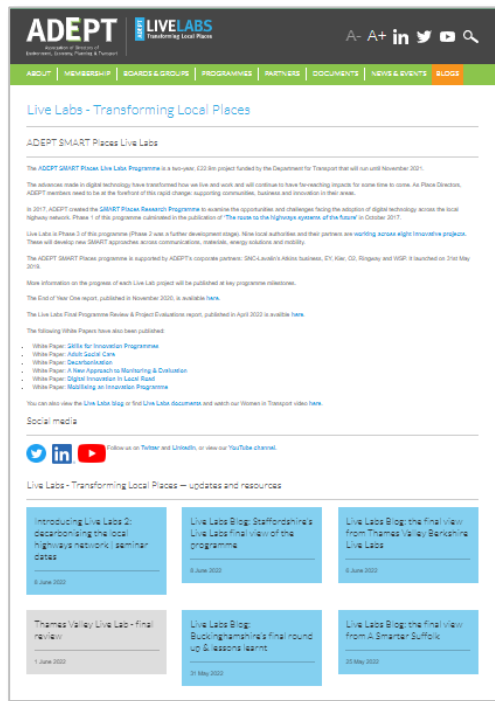 ADEPT
Association of Directors of
Environment, Economy, Planning & Transport
LIVELABS
Transforming Local Places
A- A+ in
ABOUT MEMBERSHIP BOARDS & GROUPS PROGRAMMES PARTNERS DOCUMENTS NEWS & EVENTS BLOGS
Live Labs - Transforming Local Places
ADEPT SMART Places Live Labs
The ADEPT SMART Places Live Labs Programme is a two-year, £22.9m project funded by the Department for Transport that will run until November 2021.
The advances made in digital technology have transformed how we live and work and will continue to have far-reaching impacts for some time to come. As Place Directors,
ADEPT members need to be at the forefront of this rapid change; supporting communities, business and innovation in their areas.
In 2017, ADEPT created the SMART Places Research Programme to examine the opportunities and challenges facing the adoption of digital technology across the local
highway network. Phase 1 of this programme culminated in the publication of 'The route to the highways systems of the future' in October 2017.
Live Labs is Phase 3 of this programme (Phase 2 was a further development stage). Nine local authorities and their partners are working across eight innovative projects.
These will develop new SMART approaches across communications, materials, energy solutions and mobility.
The ADEPT SMART Places programme is supported by ADEPT's corporate partners: SNC-Lavalin's Atkins business, EY, Kier, O2, Ringway and WSP. It launched on 21st May
2019.
More information on the progress of each Live Lab project will be published at key programme milestones.
The End of Year One report, published in November 2020, is available here.
The Live Labs Final Programme Review & Project Evaluations report, published in April 2022 is avalible here.
The following White Papers have also been published:
White Paper: Skills for Innovation Programmes
White Paper: Adult Social Care
White Paper: Decarbonisation
White Paper: A New Approach to Monitoring & Evaluation
White Paper: Digital Innovation in Local Road
White Paper: Mobilising an Innovation Programme
You can also view the Live Labs blog or find Live Labs documents and watch our Women in Transport video here.
Social media
in Follow us on Twitter and LinkedIn, or view our YouTube channel.
Live Labs - Transforming Local Places — updates and resources
Introducing Live Labs 2:
decarbonising the local
highways network | seminar
dates
8 June 2022
Live Labs Blog: Staffordshire's
Live Labs final view of the
programme
8 June 2022
Live Labs Blog: the final view
from Thames Valley Berkshire
Live Labs
6 June 2022
Thames Valley Live Lab - final
review
1 June 2022
Live Labs Blog:
Buckinghamshire's final round
up & lessons learnt
31 May 2022
Live Labs Blog: the final view
from A Smarter Suffolk
25 May 2022